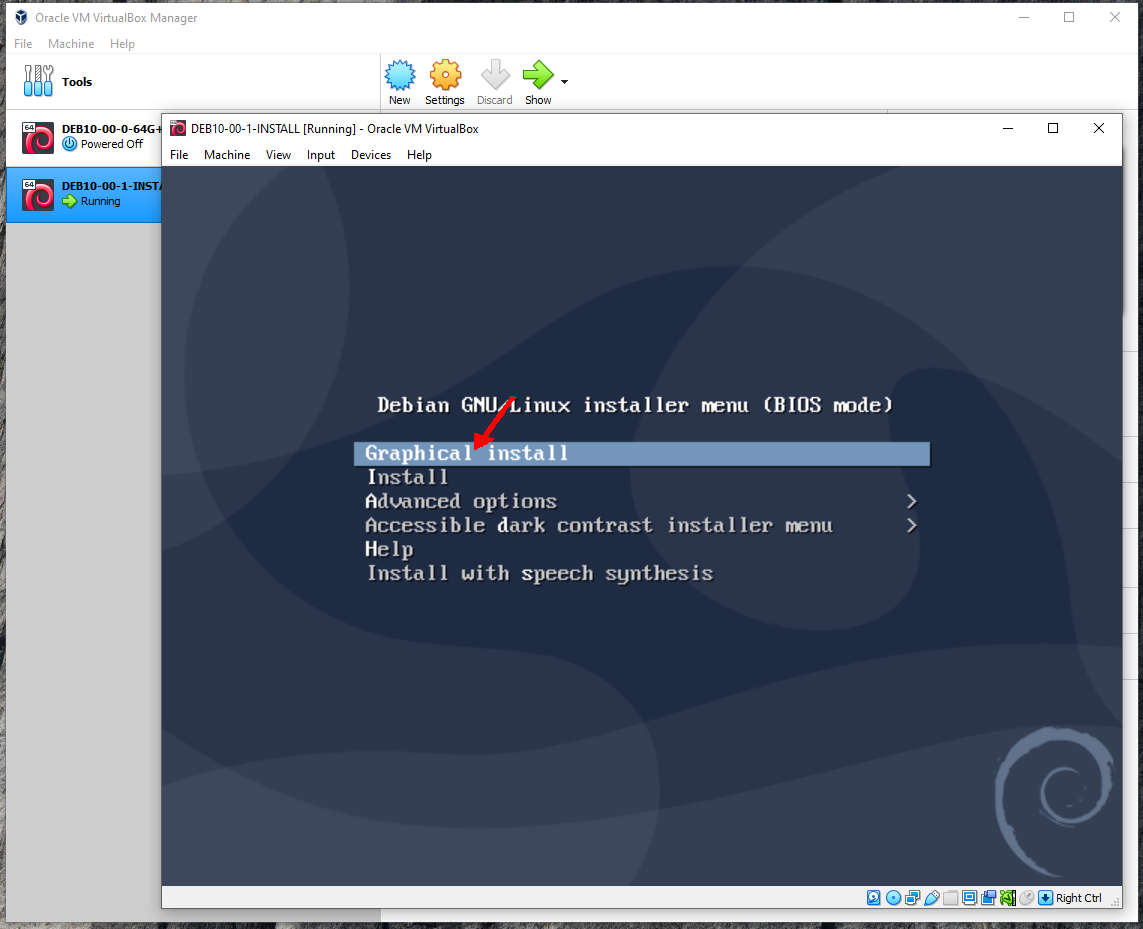 Oracle VM VirtualBox Manager
File Machine Help
Tools
New Settings Discard Show
64
DEB10-00-0-64G+
Powered Off
64
DEB10-00-1-INSTA
Running
64
DEB10-00-1-INSTALL [Running] - Oracle VM VirtualBox
File Machine View Input Devices Help
Debian GNU/Linux installer menu (BIOS mode)
Graphical install
Install
Advanced options >
Accessible dark contrast installer menu >
Help
Install with speech synthesis
Right Ctrl